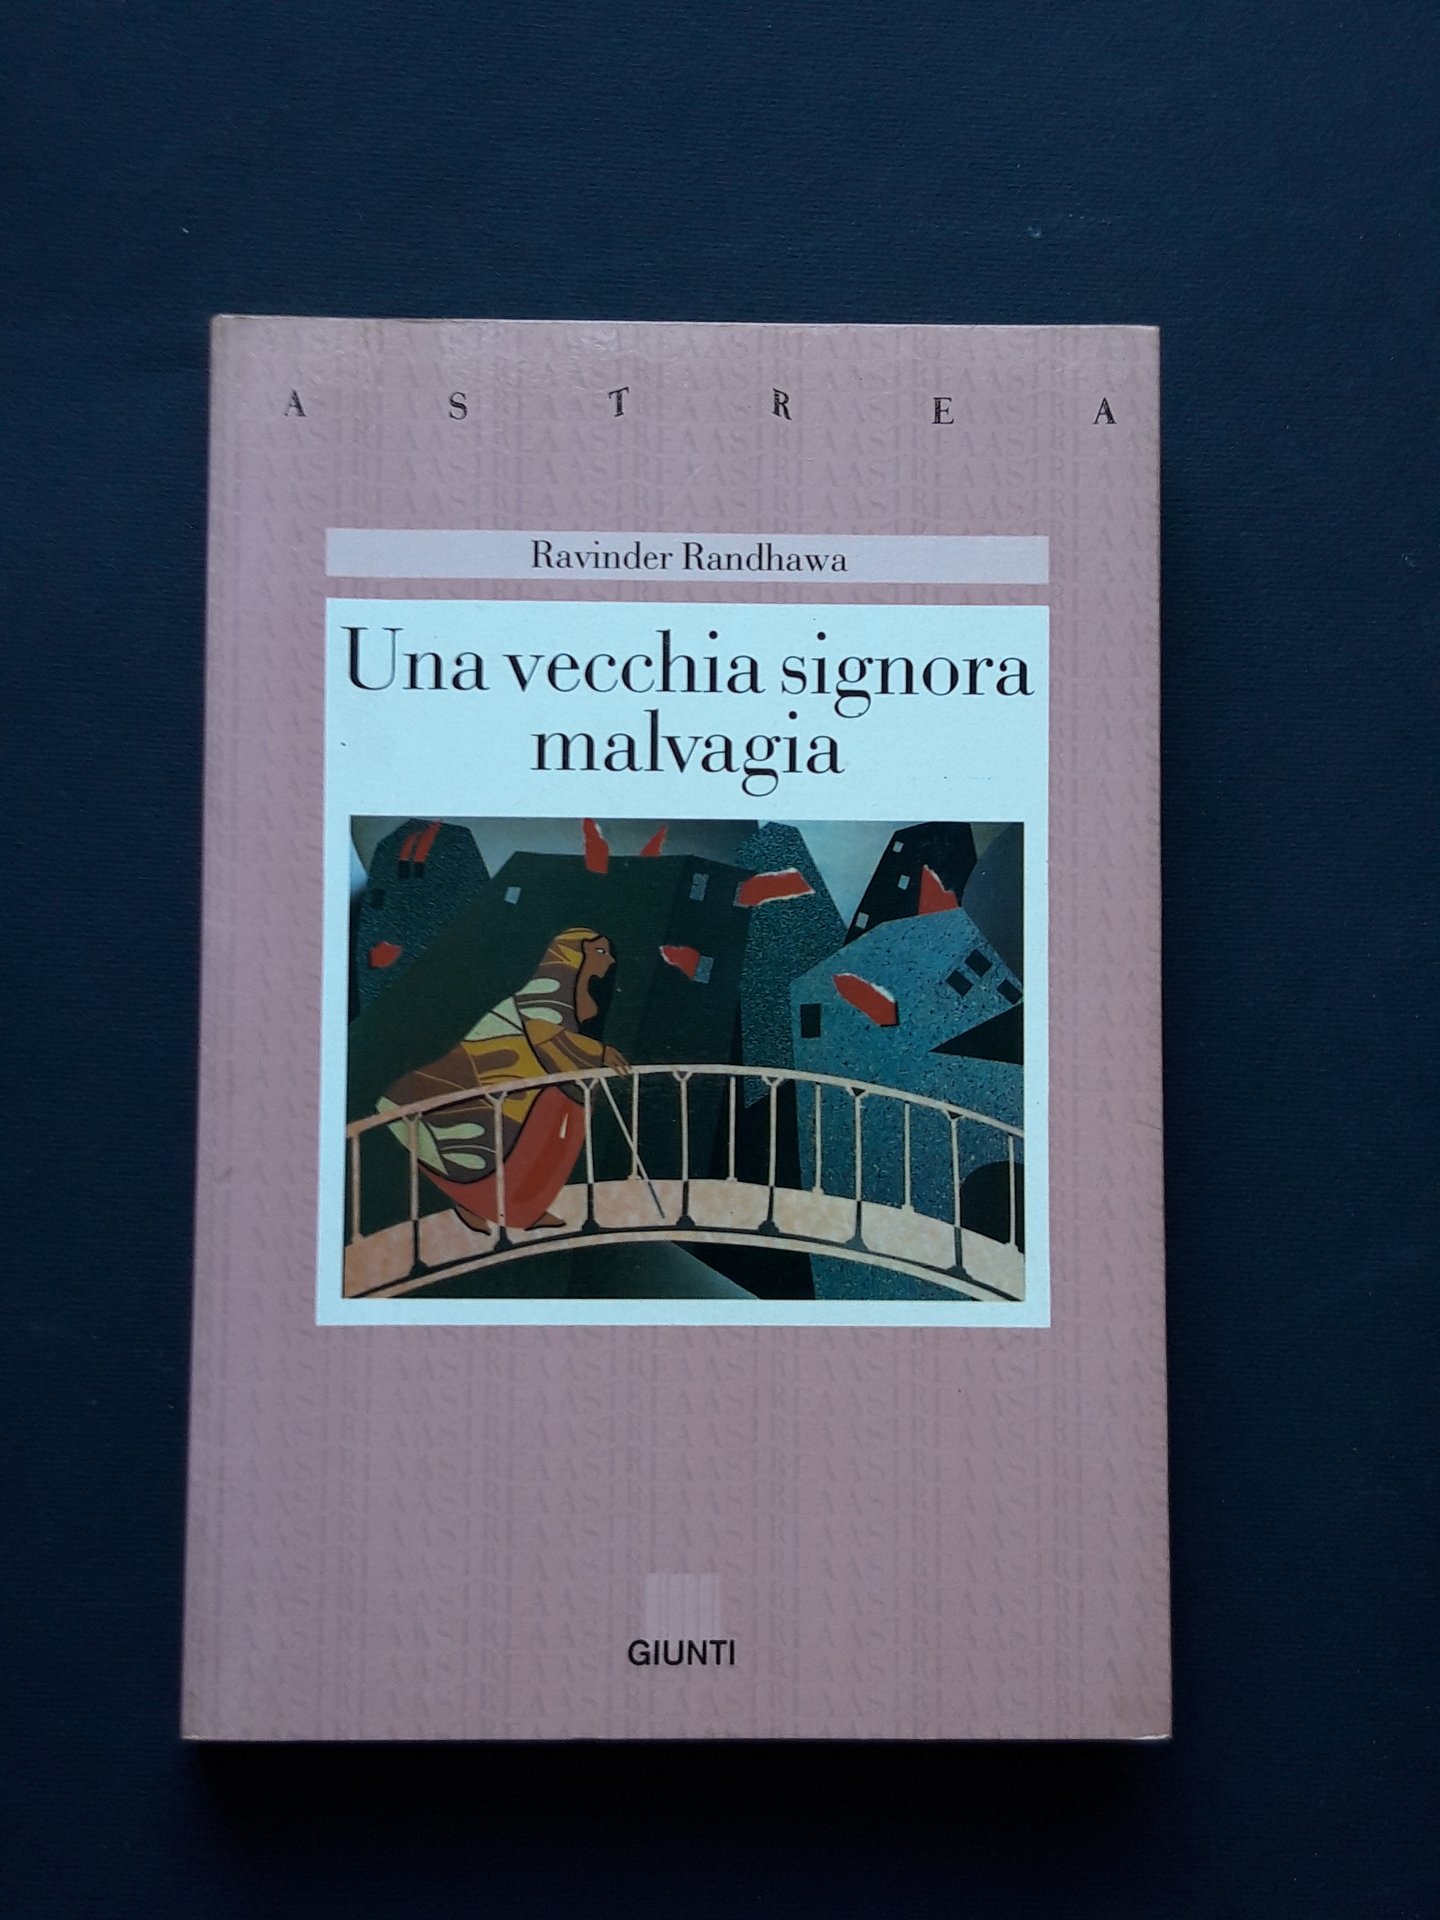 A S T R E A
Ravinder Randhawa
Una vecchia signora
malvagia
GIUNTI